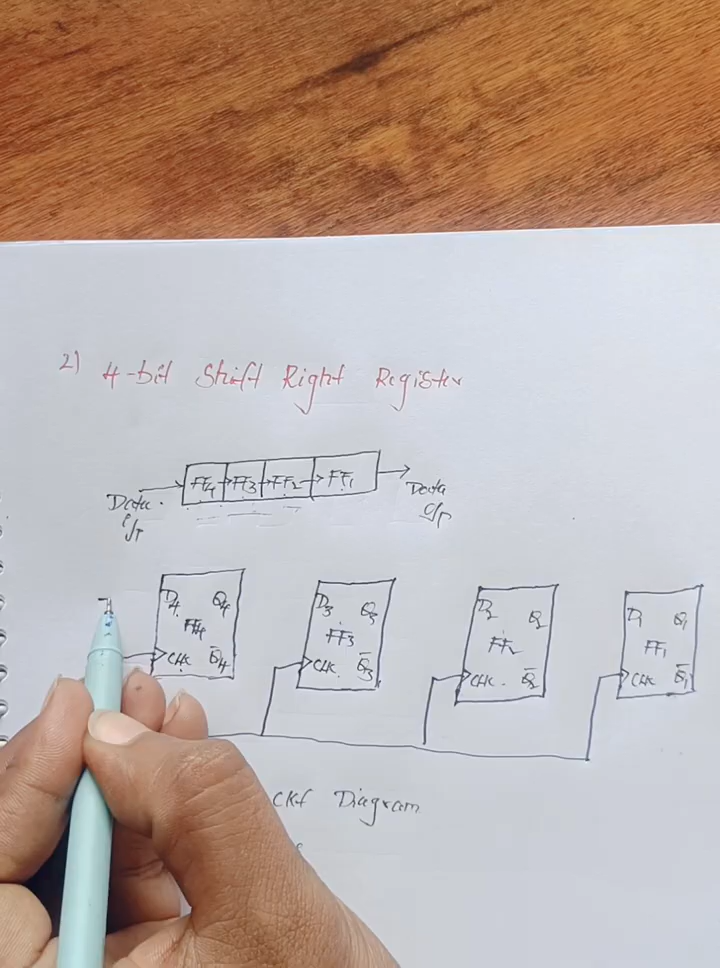 2) 4-bit Shift Right Register
FF4 FF3 FF2 FF1
Data i/p
Data o/p
D4 Q4 D3 Q3 D2 Q2 D1 Q1
FF4 FF3 FF2 FF1
CLK Q̅4 CLK Q̅3 CLK Q̅2 CLK Q̅1
Ckt Diagram